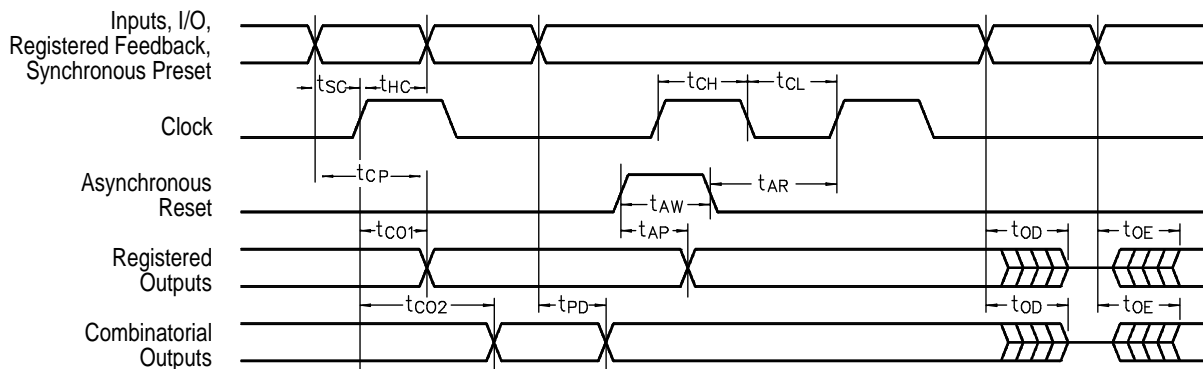 Inputs, I/O,
Registered Feedback,
Synchronous Preset
tSC
tHC
tCH
tCL
Clock
tCP
Asynchronous
Reset
tAR
tAW
tCO1
tAP
tOD
tOE
Registered
Outputs
tCO2
tPD
tOD
tOE
Combinatorial
Outputs